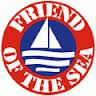 FRIEND
OF THE SEA